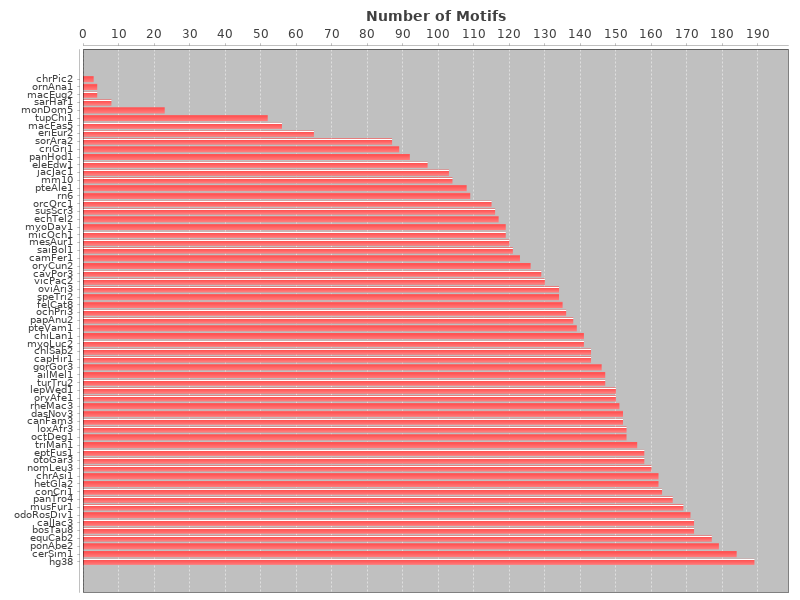 Number of Motifs
0 10 20 30 40 50 60 70 80 90 100 110 120 130 140 150 160 170 180 190
chrPic2
ornAna1
macEug2
sarHar1
monDom5
tupChi1
macFas5
eriEur2
sorAra2
criGri1
panHod1
eleEdw1
jacJac1
mm10
pteAle1
rn6
orcOrc1
susScr3
echTel2
myoDav1
micOch1
mesAur1
saiBol1
camFer1
oryCun2
cavPor3
vicPac2
oviAri3
speTri2
felCat8
ochPri3
papAnu2
pteVam1
chiLan1
myoLuc2
chlSab2
capHir1
gorGor3
ailMel1
turTru2
lepWed1
oryAfe1
rheMac3
dasNov3
canFam3
loxAfr3
octDeg1
triMan1
eptFus1
otoGar3
nomLeu3
chrAsi1
hetGla2
conCri1
panTro4
musFur1
odoRosDiv1
calJac3
bosTau8
equCab2
ponAbe2
cerSim1
hg38